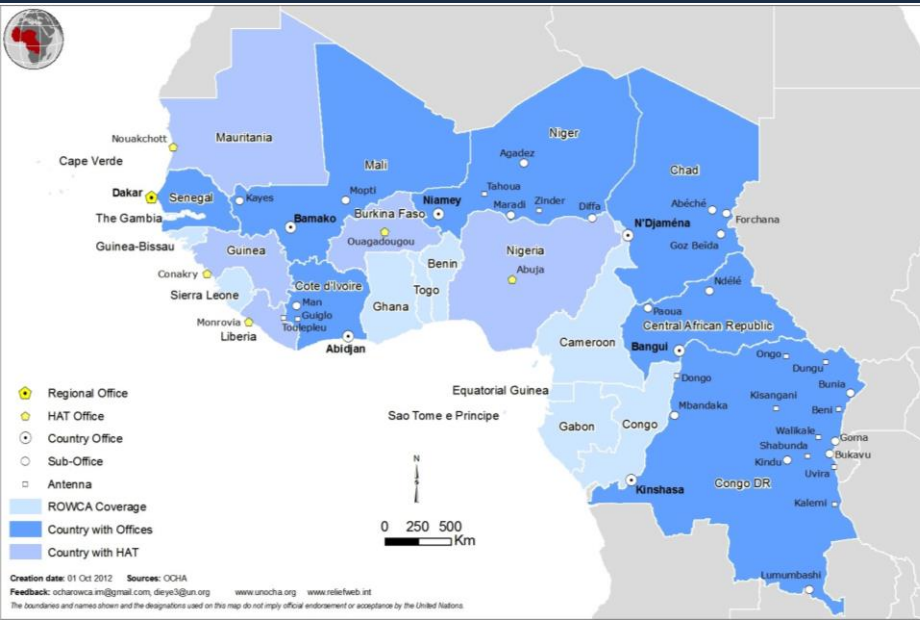 Nouakchott
Mauritania
Cape Verde
Mali
Niger
Agadez
Chad
Dakar
Senegal
Kayes
Mopti
Niamey
Tahoua
Maradi
Zinder
Diffa
Abéché
Forchana
The Gambia
Bamako
Burkina Faso
Ouagadougou
N'Djaména
Goz Beïda
Guinea-Bissau
Guinea
Benin
Nigeria
Abuja
Conakry
Cote d'Ivoire
Togo
Ndélé
Sierra Leone
Man
Ghana
Paoua
Guiglo
Monrovia
Toulepleu
Central African Republic
Liberia
Abidjan
Cameroon
Bangui
Ongo
Dungu
Dongo
Bunia
Equatorial Guinea
Kisangani
Mbandaka
Beni
Sao Tome e Principe
Gabon
Congo
Walikale
Goma
Shabunda
Bukavu
Kindu
Uvira
Kinshasa
Congo DR
Kalemi
Lumumbashi
Regional Office
HAT Office
Country Office
Sub-Office
Antenna
ROWCA Coverage
Country with Offices
Country with HAT
N
0 250 500
Km
Creation date: 01 Oct 2012 Sources: OCHA
Feedback: ocharowca.im@gmail.com, dieye3@un.org www.unocha.org www.reliefweb.int
The boundaries and names shown and the designations used on this map do not imply official endorsement or acceptance by the United Nations.